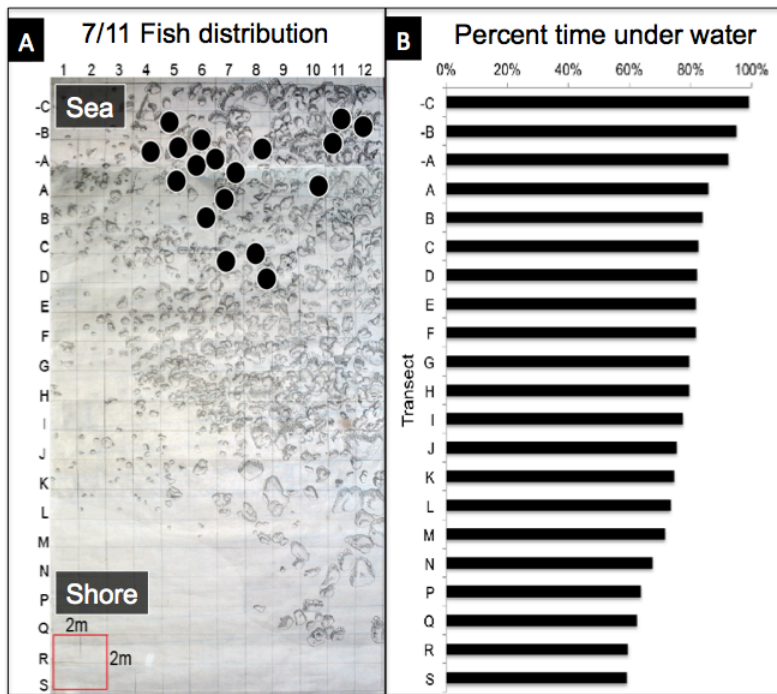 A
7/11 Fish distribution
1 2 3 4 5 6 7 8 9 10 11 12
-C
-B
-A
A
B
C
D
E
F
G
H
I
J
K
L
M
N
P
Q
R
S
Sea
Shore
2m
2m
B
Percent time under water
0% 20% 40% 60% 80% 100%
Transect
-C
-B
-A
A
B
C
D
E
F
G
H
I
J
K
L
M
N
P
Q
R
S